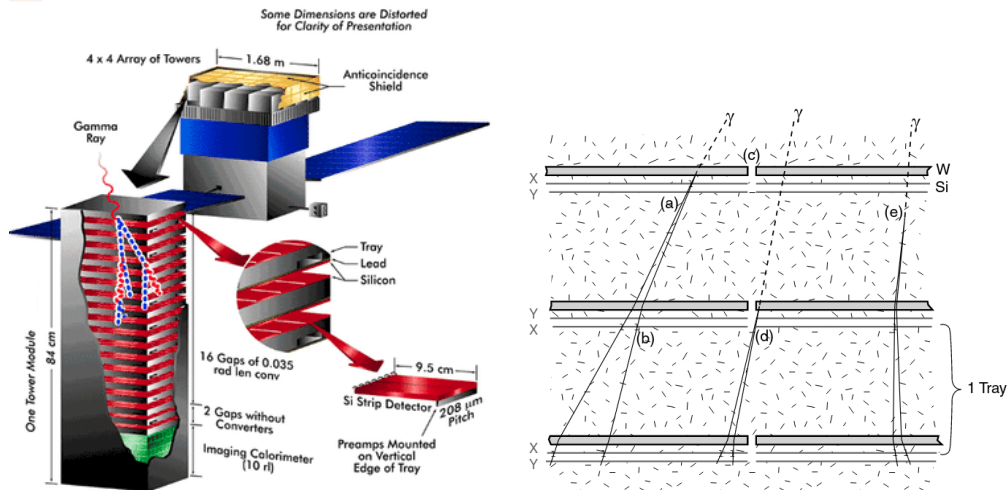 Some Dimensions are Distorted
for Clarity of Presentation
4 x 4 Array of Towers
1.68 m
Anticoincidence
Shield
Gamma
Ray
Tray
Lead
Silicon
One Tower Module
84 cm
16 Gaps of 0.035
rad len conv
2 Gaps without
Converters
Imaging Calorimeter
(10 rl)
9.5 cm
Si Strip Detector
208 µm
Pitch
Preamps Mounted
on Vertical
Edge of Tray
γ γ γ
(c)
X W
Y Si
(a) (e)
Y
X
(b) (d)
1 Tray
X
Y